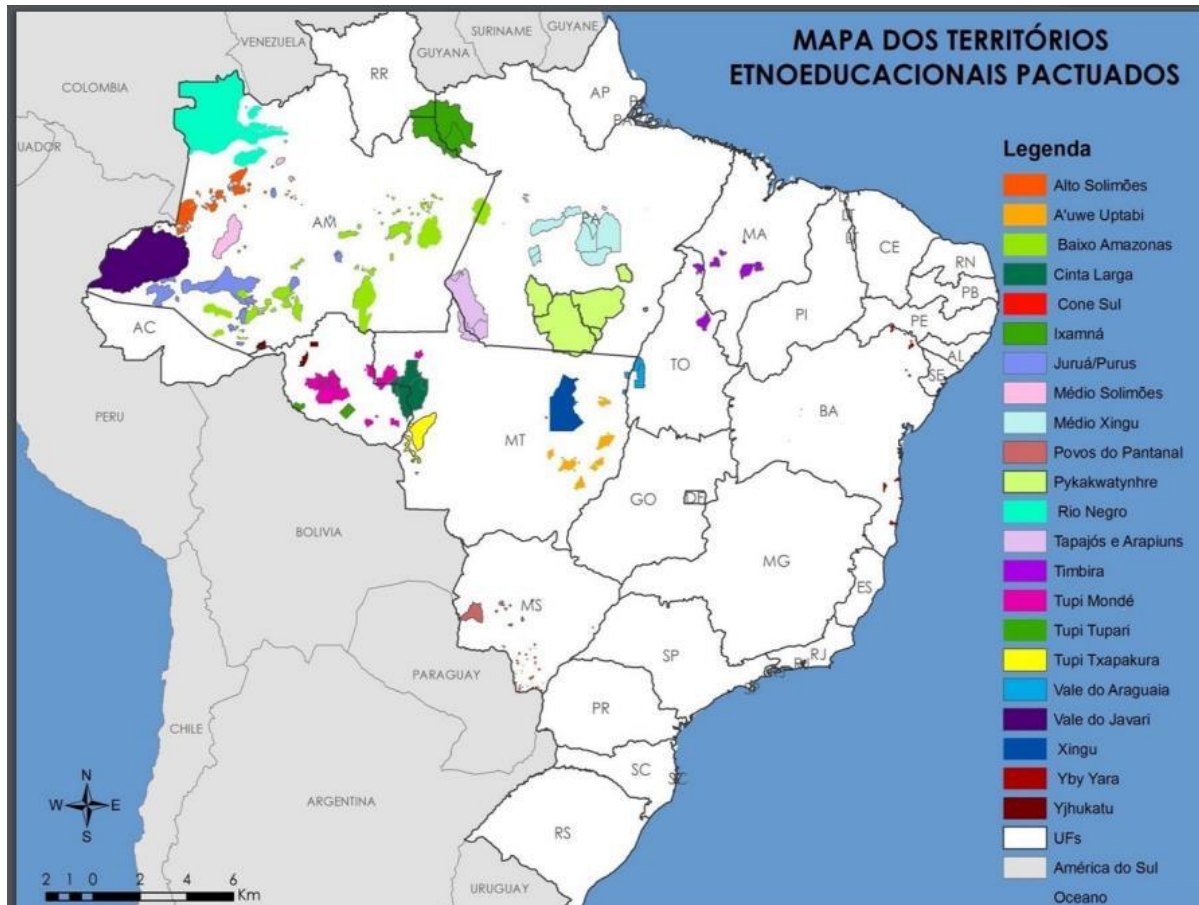 MAPA DOS TERRITÓRIOS
ETNOEDUCACIONAIS PACTUADOS
VENEZUELA
SURINAME
GUYANE
GUYANA
COLOMBIA
UADOR
PERU
BOLIVIA
PARAGUAY
CHILE
ARGENTINA
URUGUAY
RR
AP
AM
PA
MA
CE
RN
PB
PE
AL
SE
PI
AC
TO
BA
MT
GO
DF
MG
ES
MS
SP
RJ
PR
SC
RS
Legenda
Alto Solimões
A'uwe Uptabi
Baixo Amazonas
Cinta Larga
Cone Sul
Ixamná
Juruá/Purus
Médio Solimões
Médio Xingu
Povos do Pantanal
Pykakwatynhre
Rio Negro
Tapajós e Arapiuns
Timbira
Tupi Mondé
Tupi Tupari
Tupi Txapakura
Vale do Araguaia
Vale do Javari
Xingu
Yby Yara
Yjhukatu
UFs
América do Sul
Oceano
N
W E
S
2 1 0 2 4 6
Km